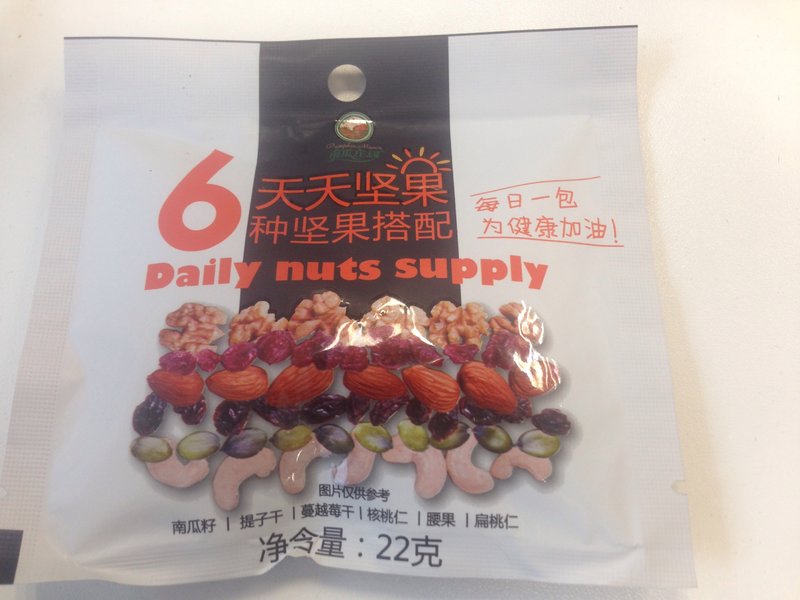 6
天天坚果
种坚果搭配
每日一包
为健康加油!
Daily nuts supply
图片仅供参考
南瓜籽 | 提子干 | 蔓越莓干 | 核桃仁 | 腰果 | 扁桃仁
净含量:22克